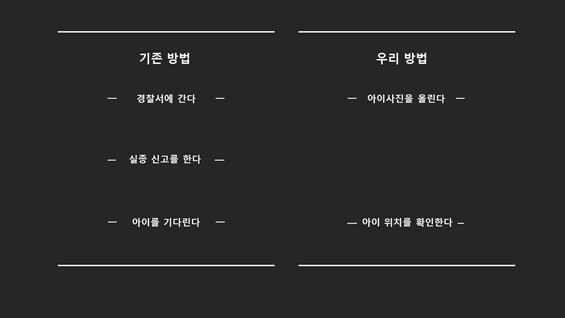 기존 방법
— 경찰서에 간다 —
— 실종 신고를 한다 —
— 아이를 기다린다 —
우리 방법
— 아이사진을 올린다 —
— 아이 위치를 확인한다 —